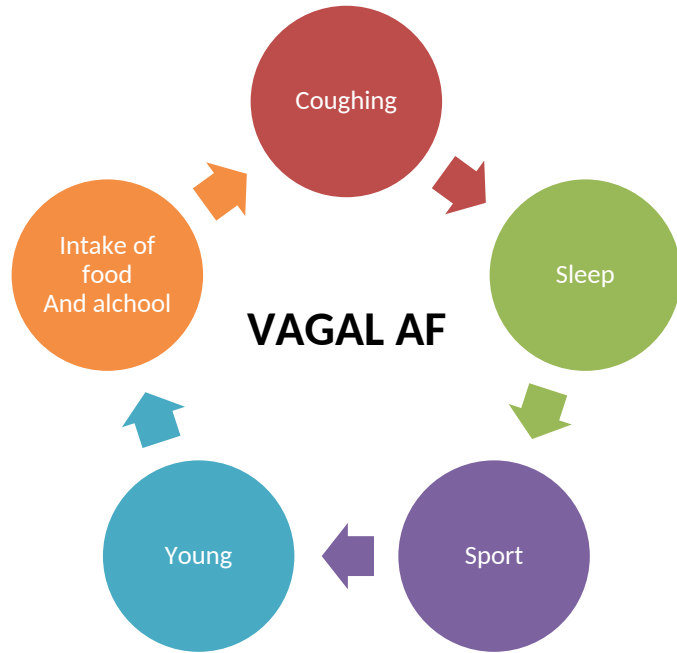 Coughing
Sleep
Sport
Young
Intake of
food
And alchool
VAGAL AF